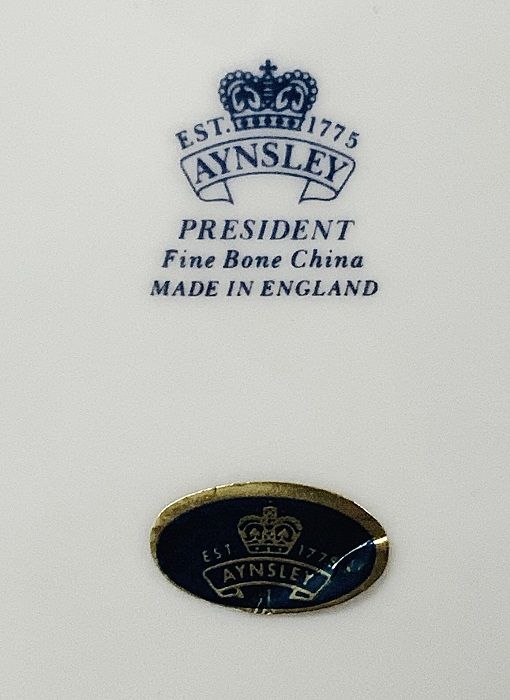 EST. 1775
AYNSLEY
PRESIDENT
Fine Bone China
MADE IN ENGLAND
EST 1775
AYNSLEY